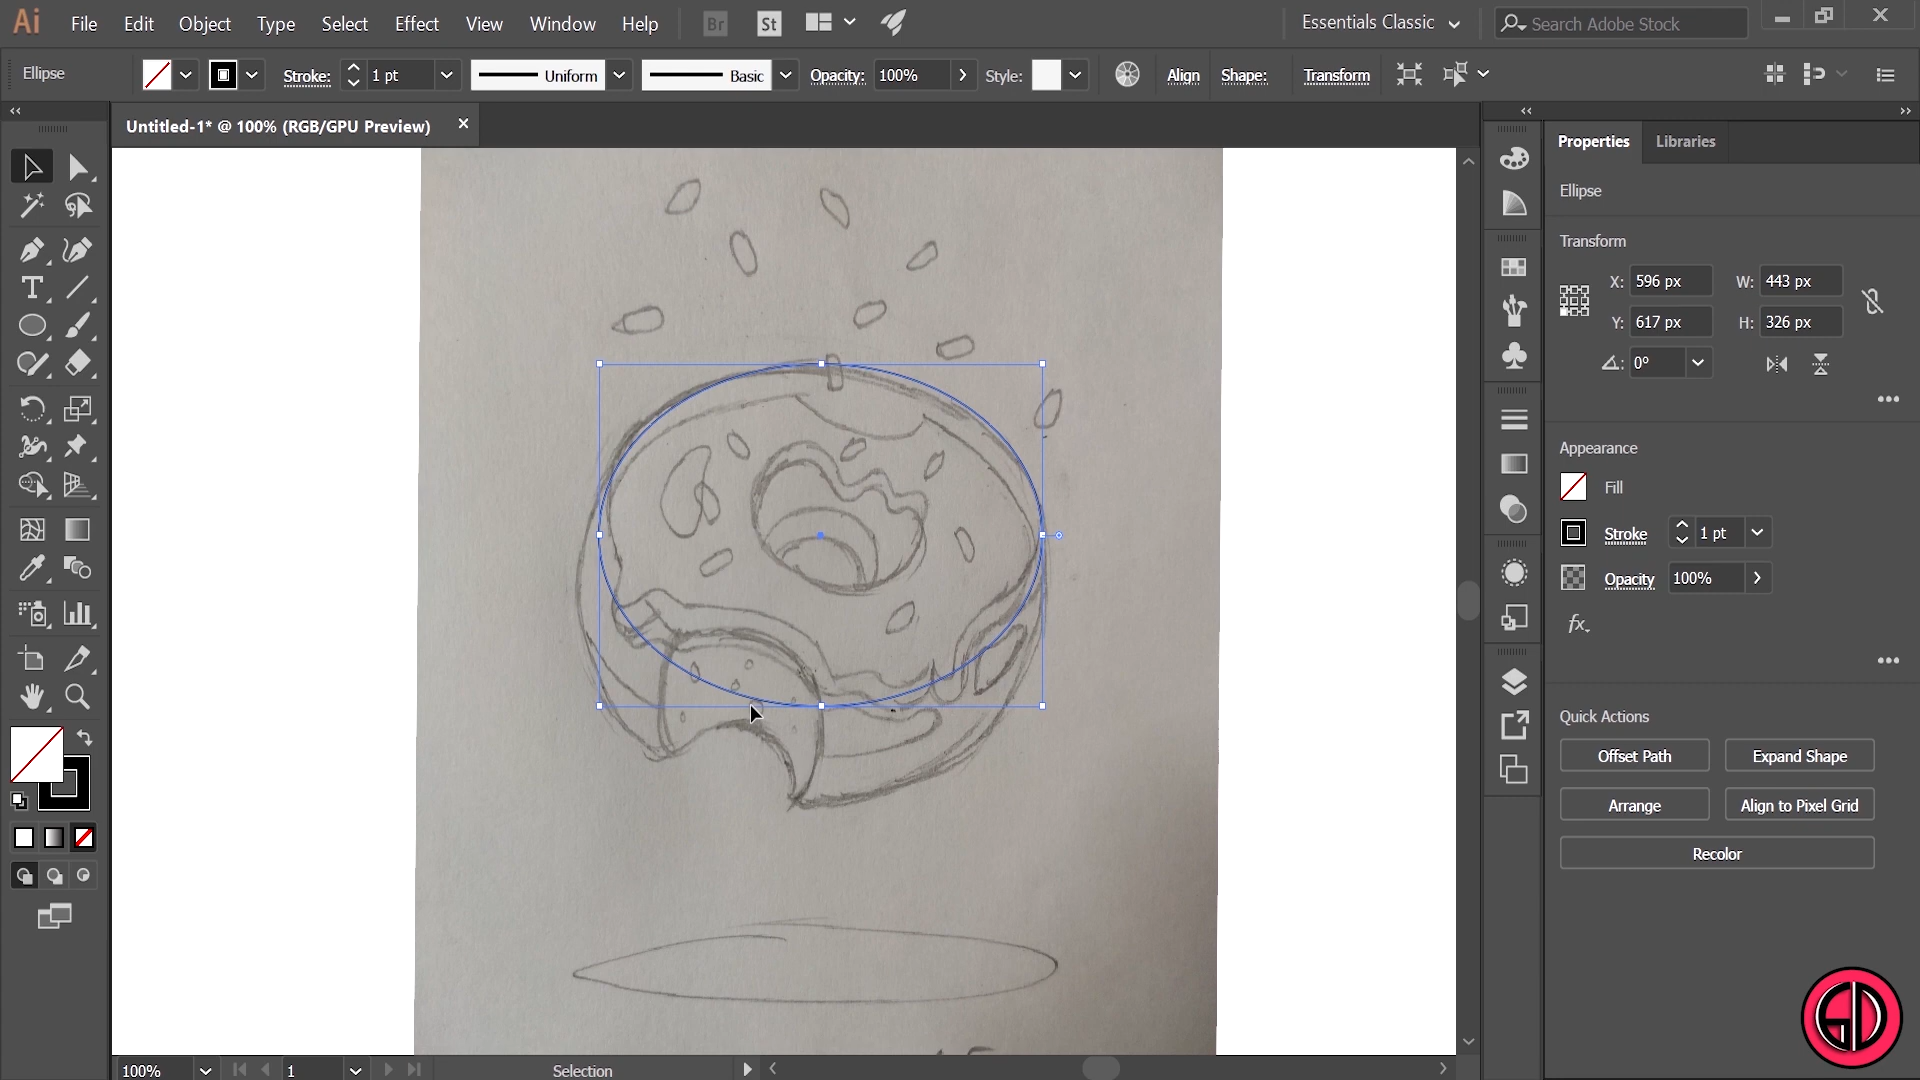 Ai File Edit Object Type Select Effect View Window Help Br St Essentials Classic Search Adobe Stock
Ellipse Stroke: 1 pt Uniform Basic Opacity: 100% Style: Align Shape: Transform
Untitled-1* @ 100% (RGB/GPU Preview)
Properties Libraries
Ellipse
Transform
X: 596 px W: 443 px
Y: 617 px H: 326 px
0°
Appearance
Fill
Stroke 1 pt
Opacity 100%
fx
Quick Actions
Offset Path Expand Shape
Arrange Align to Pixel Grid
Recolor
GD
100% 1 Selection